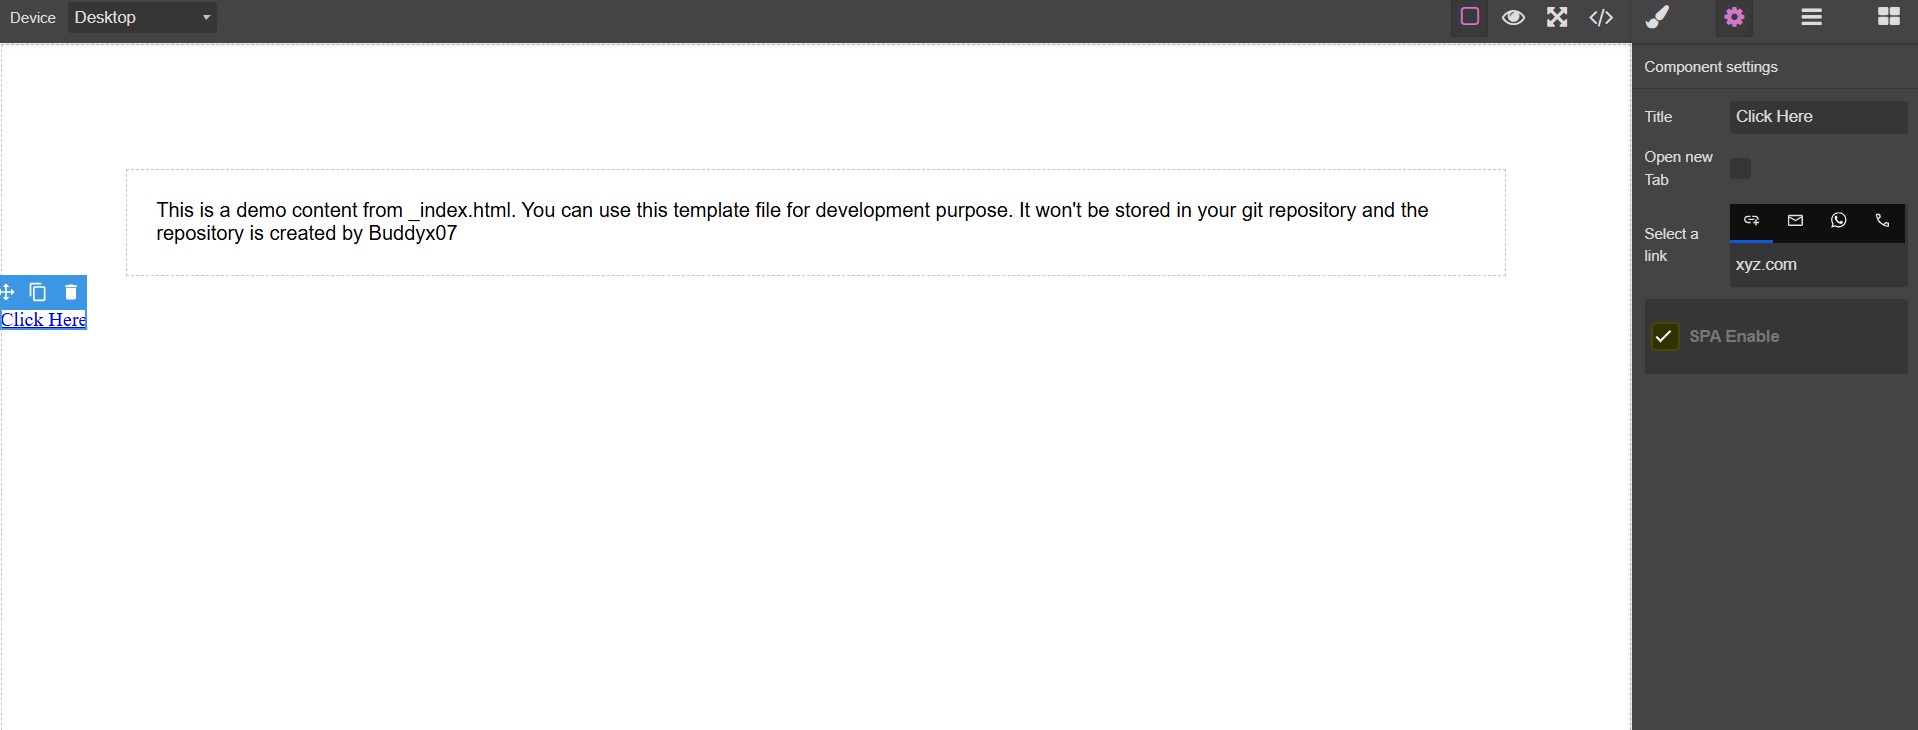 Device Desktop
Component settings
Title Click Here
Open new
Tab
Select a
link
xyz.com
SPA Enable
This is a demo content from _index.html. You can use this template file for development purpose. It won't be stored in your git repository and the
repository is created by Buddyx07
Click Here